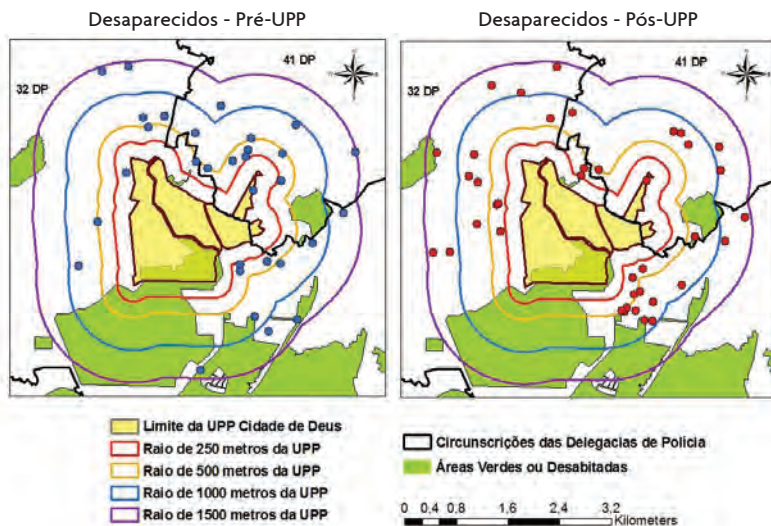 Desaparecidos - Pré-UPP
Desaparecidos - Pós-UPP
41 DP
32 DP
41 DP
32 DP
Limite da UPP Cidade de Deus
Raio de 250 metros da UPP
Raio de 500 metros da UPP
Raio de 1000 metros da UPP
Raio de 1500 metros da UPP
Circunscrições das Delegacias de Polícia
Áreas Verdes ou Desabitadas
0 0,4 0,8 1,6 2,4 3,2
Kilometers